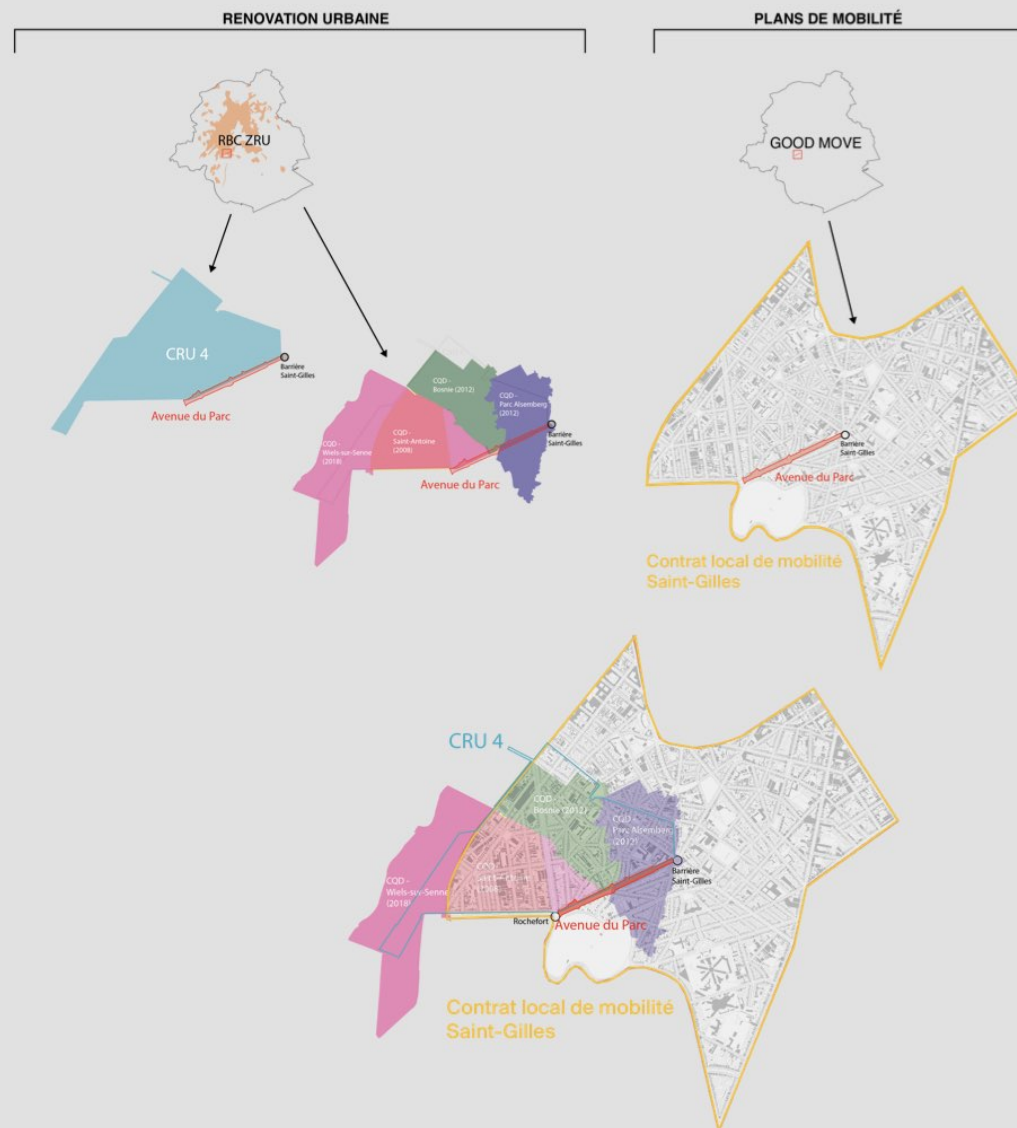 RENOVATION URBAINE
PLANS DE MOBILITÉ
RBC ZRU
GOOD MOVE
CRU 4
Barrière
Saint-Gilles
Avenue du Parc
CQD -
Bosnie (2012)
CQD -
Parc Alsemberg
(2012)
CQD -
Saint-Antoine
(2008)
CQD -
Wiels-sur-Senne
(2018)
Barrière
Saint-Gilles
Avenue du Parc
Barrière
Saint-Gilles
Avenue du Parc
Contrat local de mobilité
Saint-Gilles
CRU 4
CQD -
Bosnie (2012)
CQD -
Parc Alsemberg
(2012)
CQD -
(2008)
CQD -
Wiels-sur-Senne
(2018)
Barrière
Saint-Gilles
Rochefort
Avenue du Parc
Contrat local de mobilité
Saint-Gilles